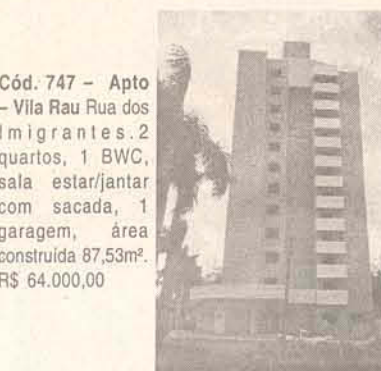 Cód. 747 – Apto
– Vila Rau Rua dos
Imigrantes. 2
quartos, 1 BWC,
sala estar/jantar
com sacada, 1
garagem, área
construída 87,53m².
R$ 64.000,00